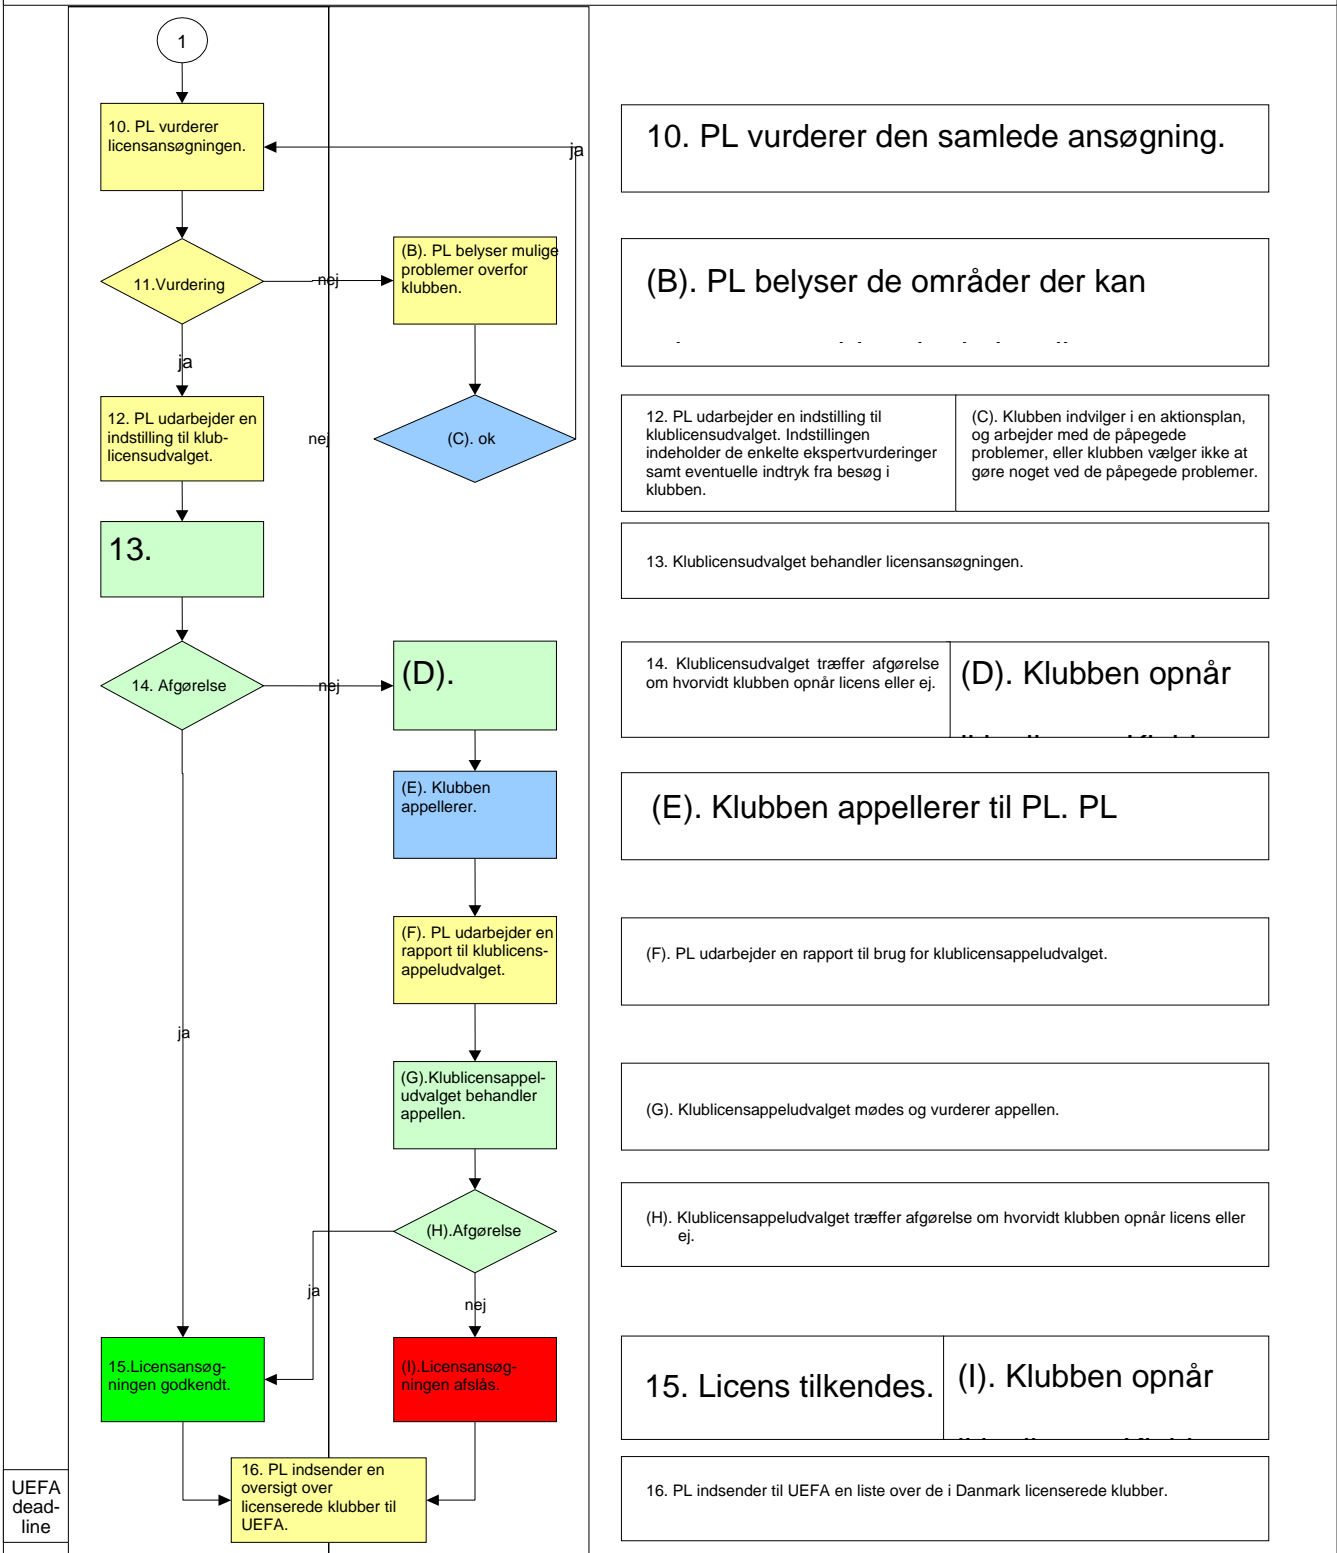 1
10. PL vurderer
licensansøgningen.
ja
10. PL vurderer den samlede ansøgning.
11.Vurdering
nej
(B). PL belyser mulige
problemer overfor
klubben.
(B). PL belyser de områder der kan
ja
12. PL udarbejder en
indstilling til klub-
licensudvalget.
nej
(C). ok
12. PL udarbejder en indstilling til
klublicensudvalget. Indstillingen
indeholder de enkelte ekspertvurderinger
samt eventuelle indtryk fra besøg i
klubben.
(C). Klubben indvilger i en aktionsplan,
og arbejder med de påpegede
problemer, eller klubben vælger ikke at
gøre noget ved de påpegede problemer.
13.
13. Klublicensudvalget behandler licensansøgningen.
14. Afgørelse
nej
(D).
14. Klublicensudvalget træffer afgørelse
om hvorvidt klubben opnår licens eller ej.
(D). Klubben opnår
(E). Klubben
appellerer.
(E). Klubben appellerer til PL. PL
(F). PL udarbejder en
rapport til klublicens-
appeludvalget.
(F). PL udarbejder en rapport til brug for klublicensappeludvalget.
ja
(G).Klublicensappel-
udvalget behandler
appellen.
(G). Klublicensappeludvalget mødes og vurderer appellen.
(H).Afgørelse
(H). Klublicensappeludvalget træffer afgørelse om hvorvidt klubben opnår licens eller
ej.
ja
nej
15.Licensansøg-
ningen godkendt.
(I).Licensansøg-
ningen afslås.
15. Licens tilkendes.
(I). Klubben opnår
UEFA
dead-
line
16. PL indsender en
oversigt over
licenserede klubber til
UEFA.
16. PL indsender til UEFA en liste over de i Danmark licenserede klubber.